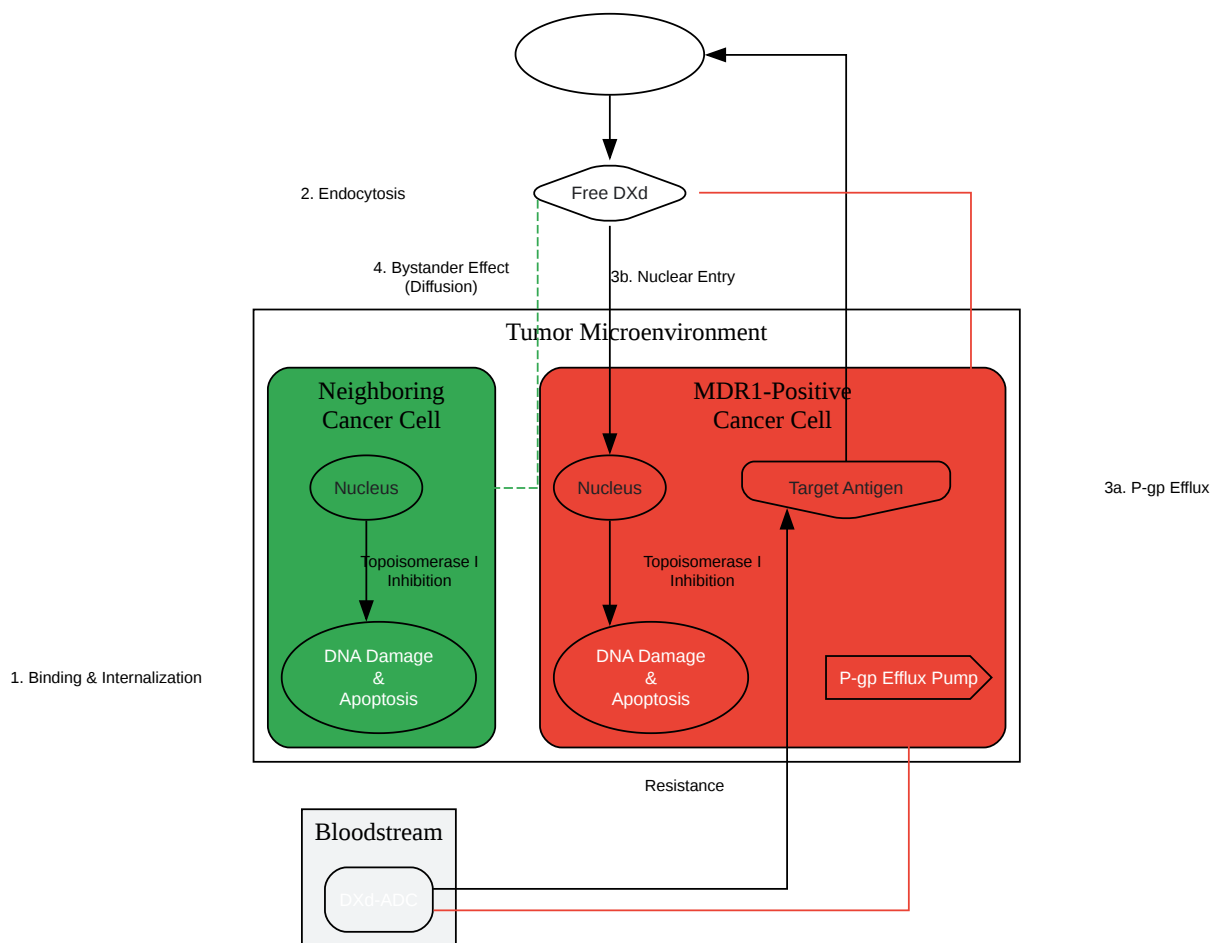 Free DXd
2. Endocytosis
4. Bystander Effect
(Diffusion)
3b. Nuclear Entry
Tumor Microenvironment
Neighboring
Cancer Cell
MDR1-Positive
Cancer Cell
Nucleus
Nucleus
Target Antigen
3a. P-gp Efflux
Topoisomerase I
Inhibition
Topoisomerase I
Inhibition
DNA Damage
&
Apoptosis
DNA Damage
&
Apoptosis
P-gp Efflux Pump
1. Binding & Internalization
Resistance
Bloodstream
DXd-ADC